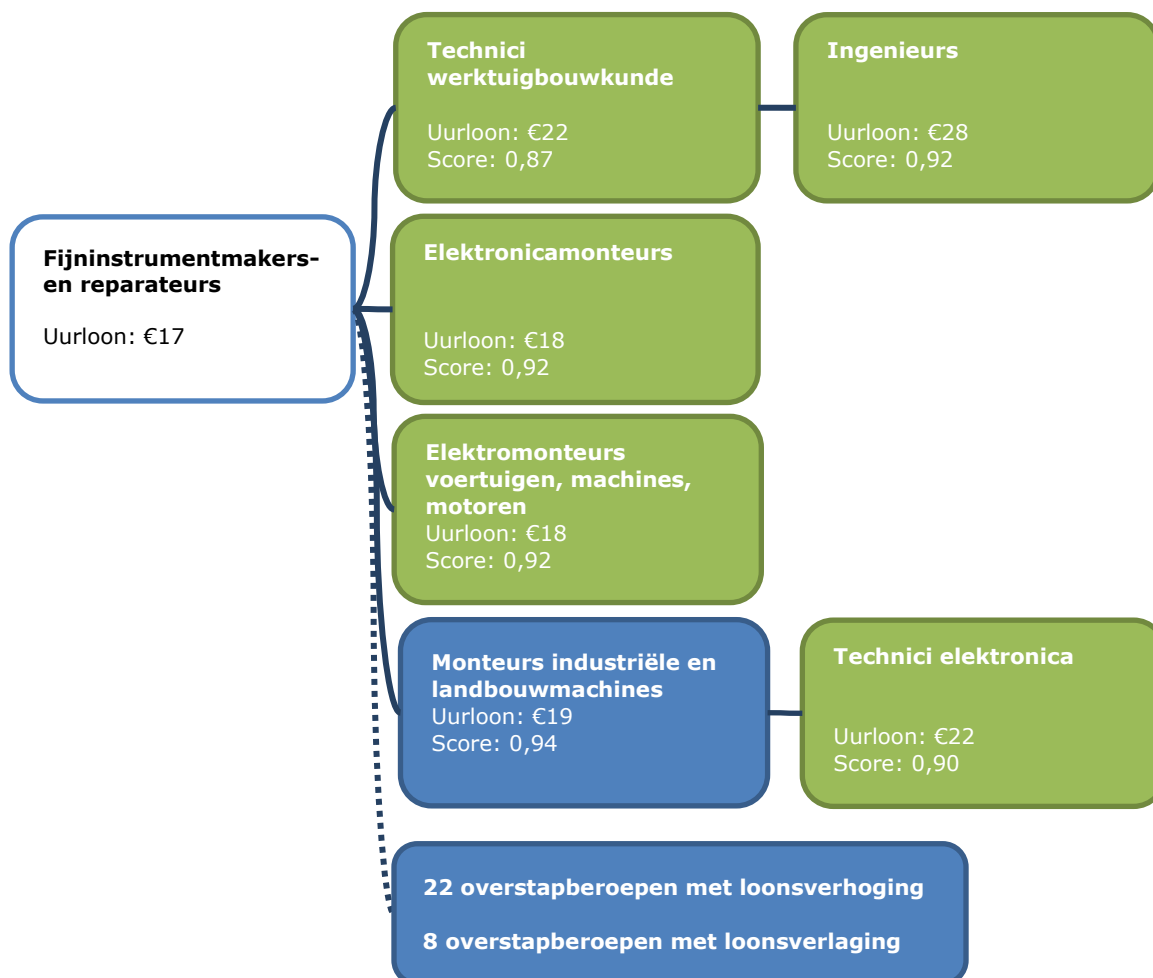 Fijninstrumentmakers-
en reparateurs
Uurloon: €17
Technici
werktuigbouwkunde
Uurloon: €22
Score: 0,87
Ingenieurs
Uurloon: €28
Score: 0,92
Elektronicamonteurs
Uurloon: €18
Score: 0,92
Elektromonteurs
voertuigen, machines,
motoren
Uurloon: €18
Score: 0,92
Monteurs industriële en
landbouwmachines
Uurloon: €19
Score: 0,94
Technici elektronica
Uurloon: €22
Score: 0,90
22 overstapberoepen met loonsverhoging
8 overstapberoepen met loonsverlaging